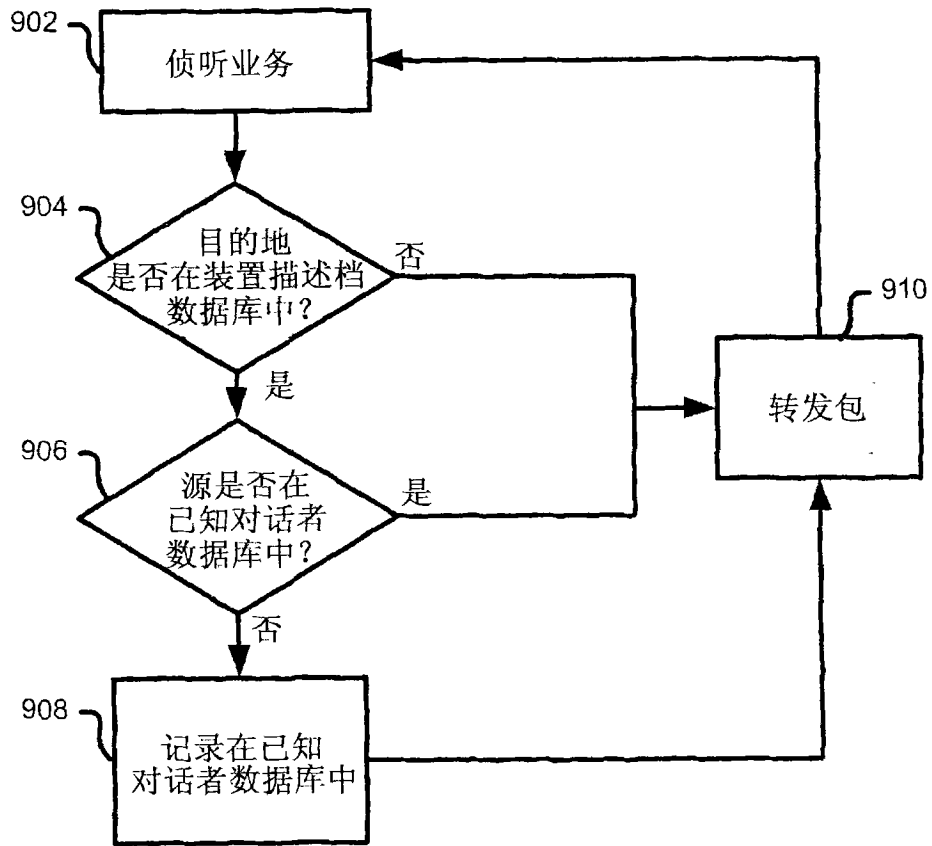 902
侦听业务
904
目的地
是否在装置描述档
数据库中？
否
910
转发包
是
906
源是否在
已知对话者
数据库中？
是
否
908
记录在已知
对话者数据库中